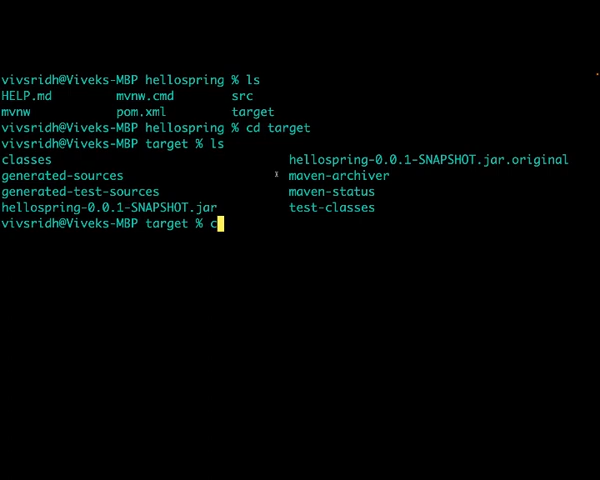 vivsridh@Viveks-MBP hellospring % ls
HELP.md mvnw.cmd src
mvnw pom.xml target
vivsridh@Viveks-MBP hellospring % cd target
vivsridh@Viveks-MBP target % ls
classes hellospring-0.0.1-SNAPSHOT.jar.original
generated-sources maven-archiver
generated-test-sources maven-status
hellospring-0.0.1-SNAPSHOT.jar test-classes
vivsridh@Viveks-MBP target % c